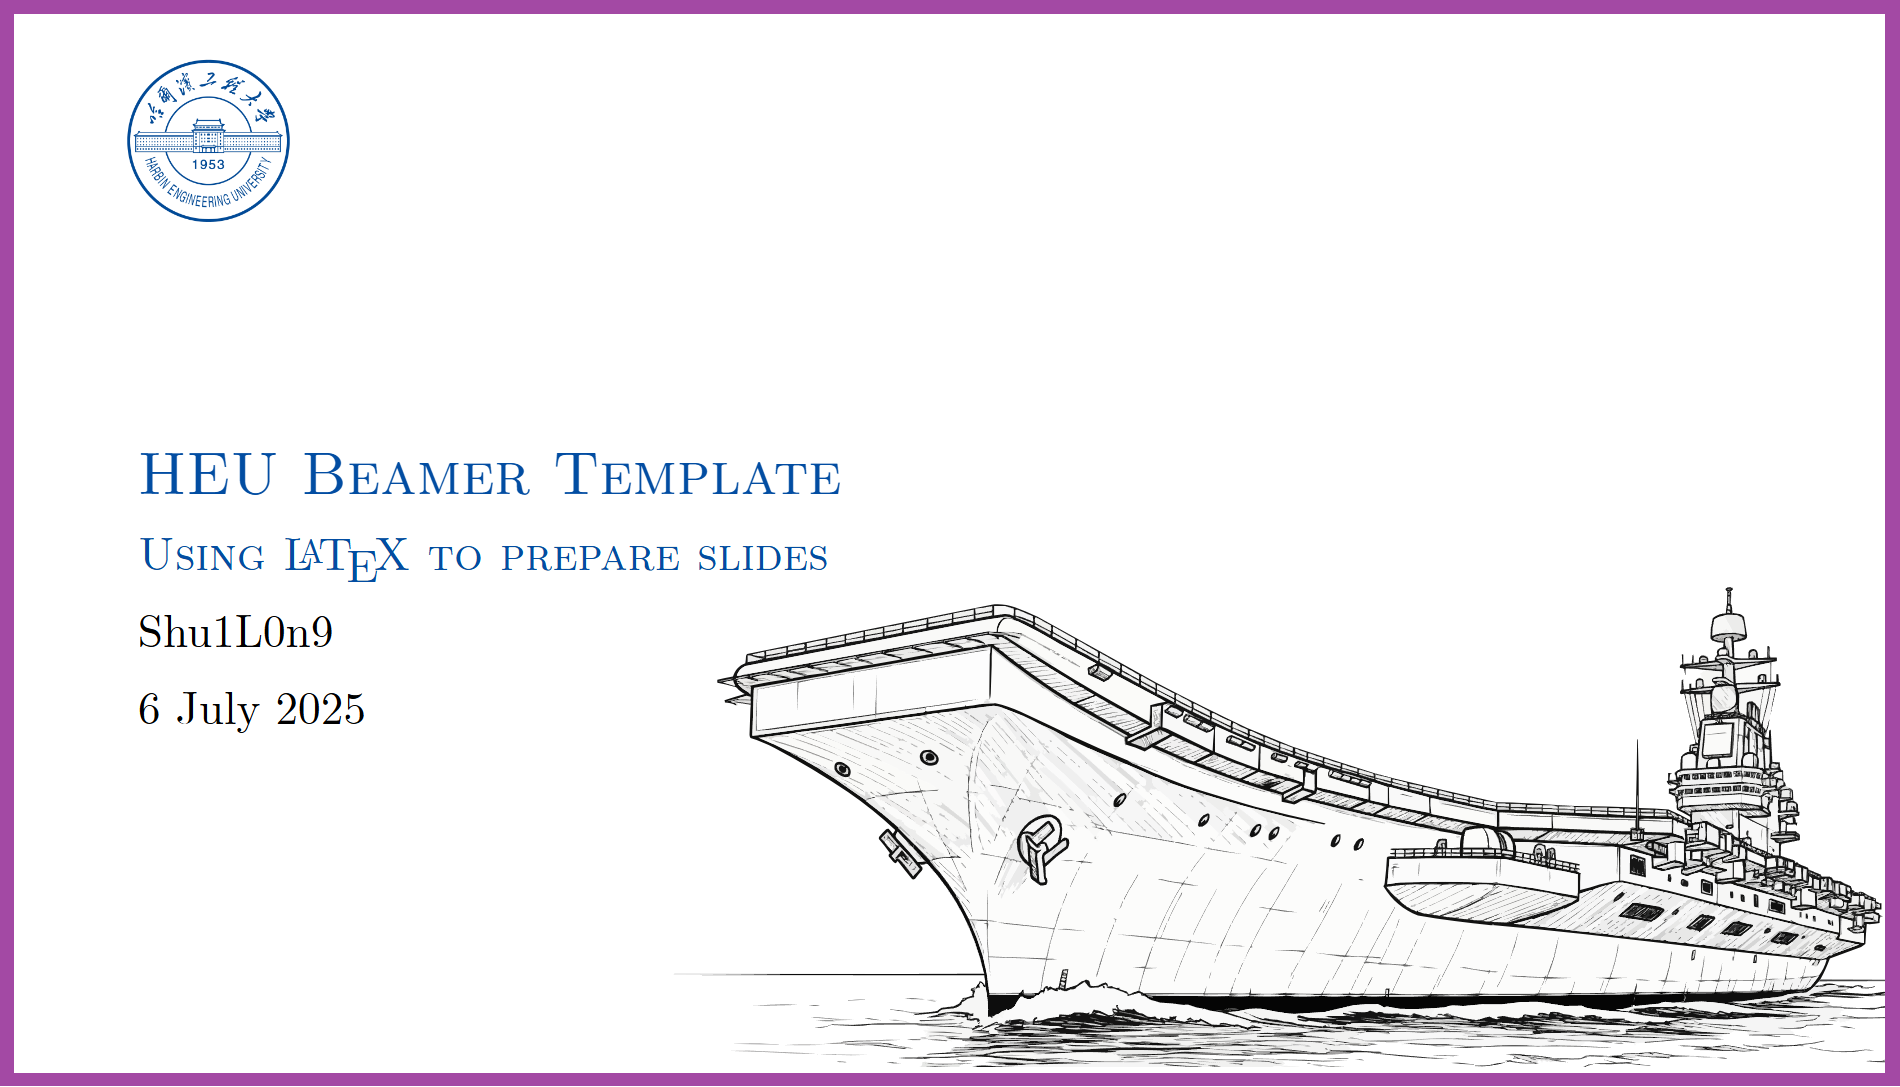 哈爾濱工程大學
1953
HARBIN ENGINEERING UNIVERSITY
HEU Beamer Template
Using LaTeX to prepare slides
Shu1L0n9
6 July 2025